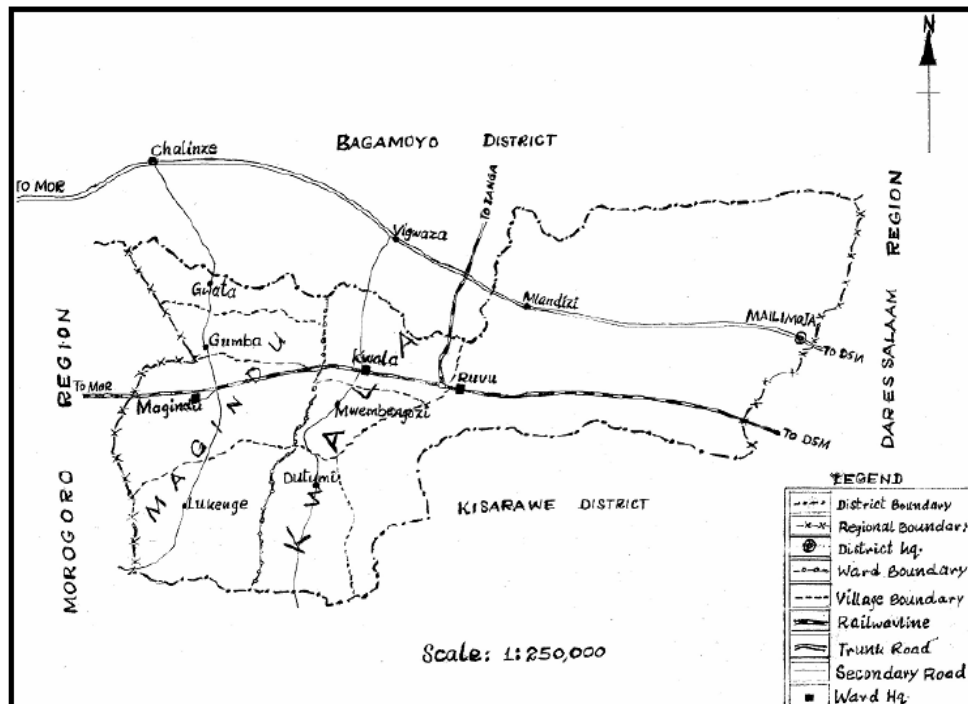 N
BAGAMOYO DISTRICT
Chalinze
TO MOR
TO TANGA
Vigwaza
DARES SALAAM REGION
Gwata
Mlandizi
MAILIMOJA
TO DSM
Gumba
Kwala
Ruvu
TO MOR
Magindu
Mwembengozi
MAGINDU
KWALA
TO DSM
MOROGORO REGION
Dutumi
Lukenge
KISARAWE DISTRICT
LEGEND
District Boundary
Regional Boundary
District hq.
Ward Boundary
Village Boundary
Railwayline
Trunk Road
Secondary Road
Ward Hq
Scale: 1:250,000